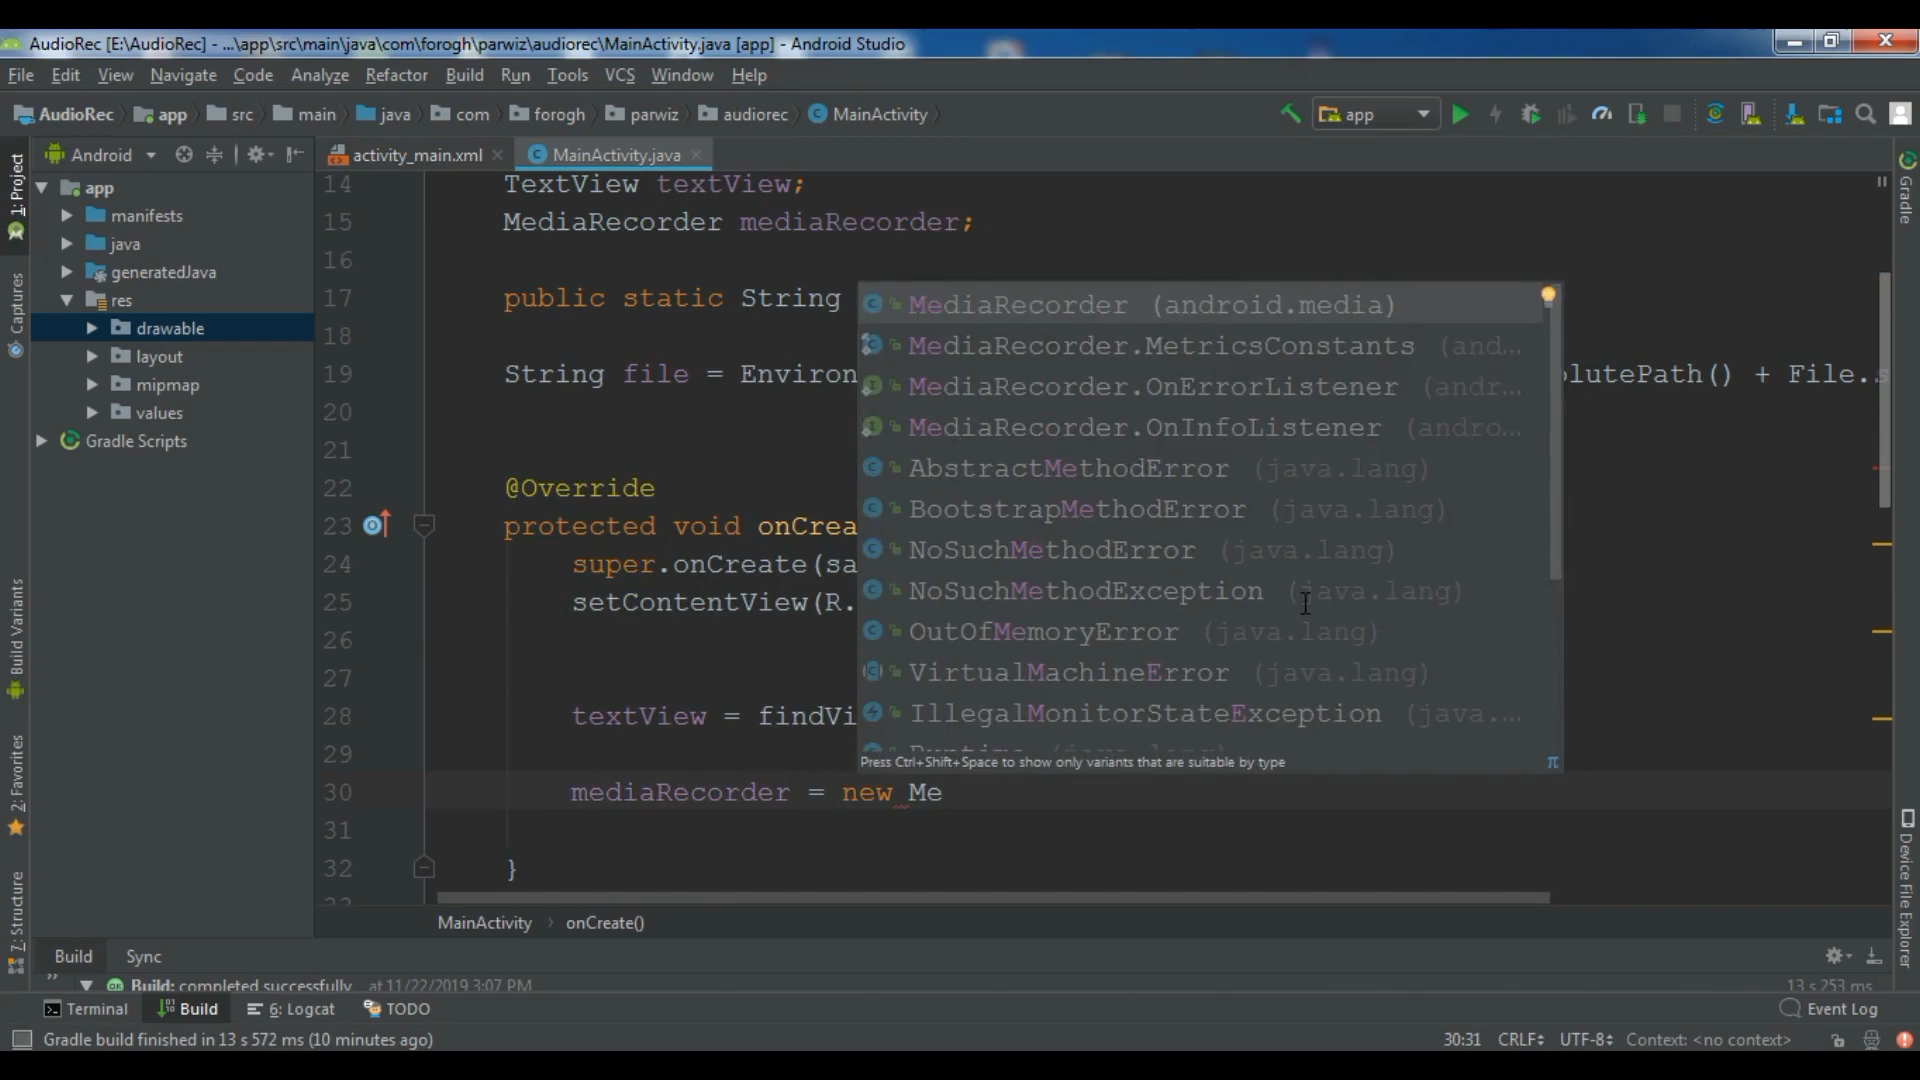 AudioRec [E:\AudioRec] - ...\app\src\main\java\com\forogh\parwiz\audiorec\MainActivity.java [app] - Android Studio
File Edit View Navigate Code Analyze Refactor Build Run Tools VCS Window Help
AudioRec app src main java com forogh parwiz audiorec MainActivity app
Android activity_main.xml MainActivity.java
1: Project
Captures
Build Variants
2: Favorites
7: Structure
app
manifests
java
generatedJava
res
drawable
layout
mipmap
values
Gradle Scripts
14 TextView textView;
15 MediaRecorder mediaRecorder;
16
17 public static String
18
19 String file = Environ lutePath() + File.s
20
21
22 @Override
23 protected void onCrea
24 super.onCreate(sa
25 setContentView(R.
26
27
28 textView = findVi
29
30 mediaRecorder = new Me
31
32 }
MediaRecorder (android.media)
MediaRecorder.MetricsConstants (and...
MediaRecorder.OnErrorListener (andr...
MediaRecorder.OnInfoListener (andro...
AbstractMethodError (java.lang)
BootstrapMethodError (java.lang)
NoSuchMethodError (java.lang)
NoSuchMethodException (java.lang)
OutOfMemoryError (java.lang)
VirtualMachineError (java.lang)
IllegalMonitorStateException (java....
Press Ctrl+Shift+Space to show only variants that are suitable by type π
Gradle
Device File Explorer
MainActivity › onCreate()
Build Sync
Build: completed successfully at 11/22/2019 3:07 PM 13 s 253 ms
Terminal Build 6: Logcat TODO Event Log
Gradle build finished in 13 s 572 ms (10 minutes ago) 30:31 CRLF UTF-8 Context: <no context>